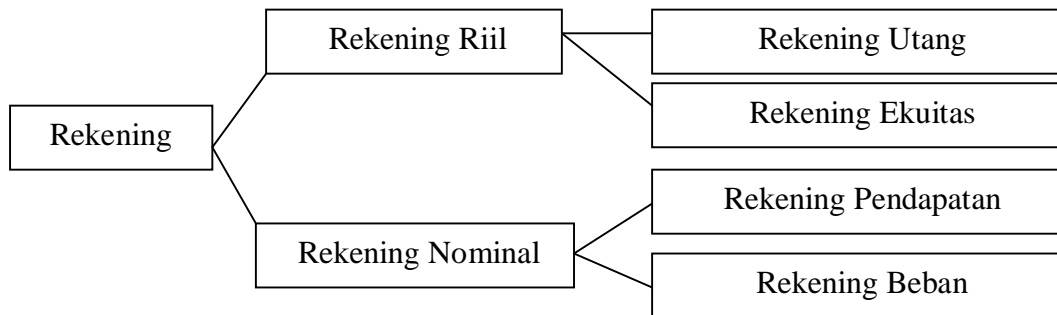 Rekening
Rekening Riil
Rekening Utang
Rekening Ekuitas
Rekening Nominal
Rekening Pendapatan
Rekening Beban